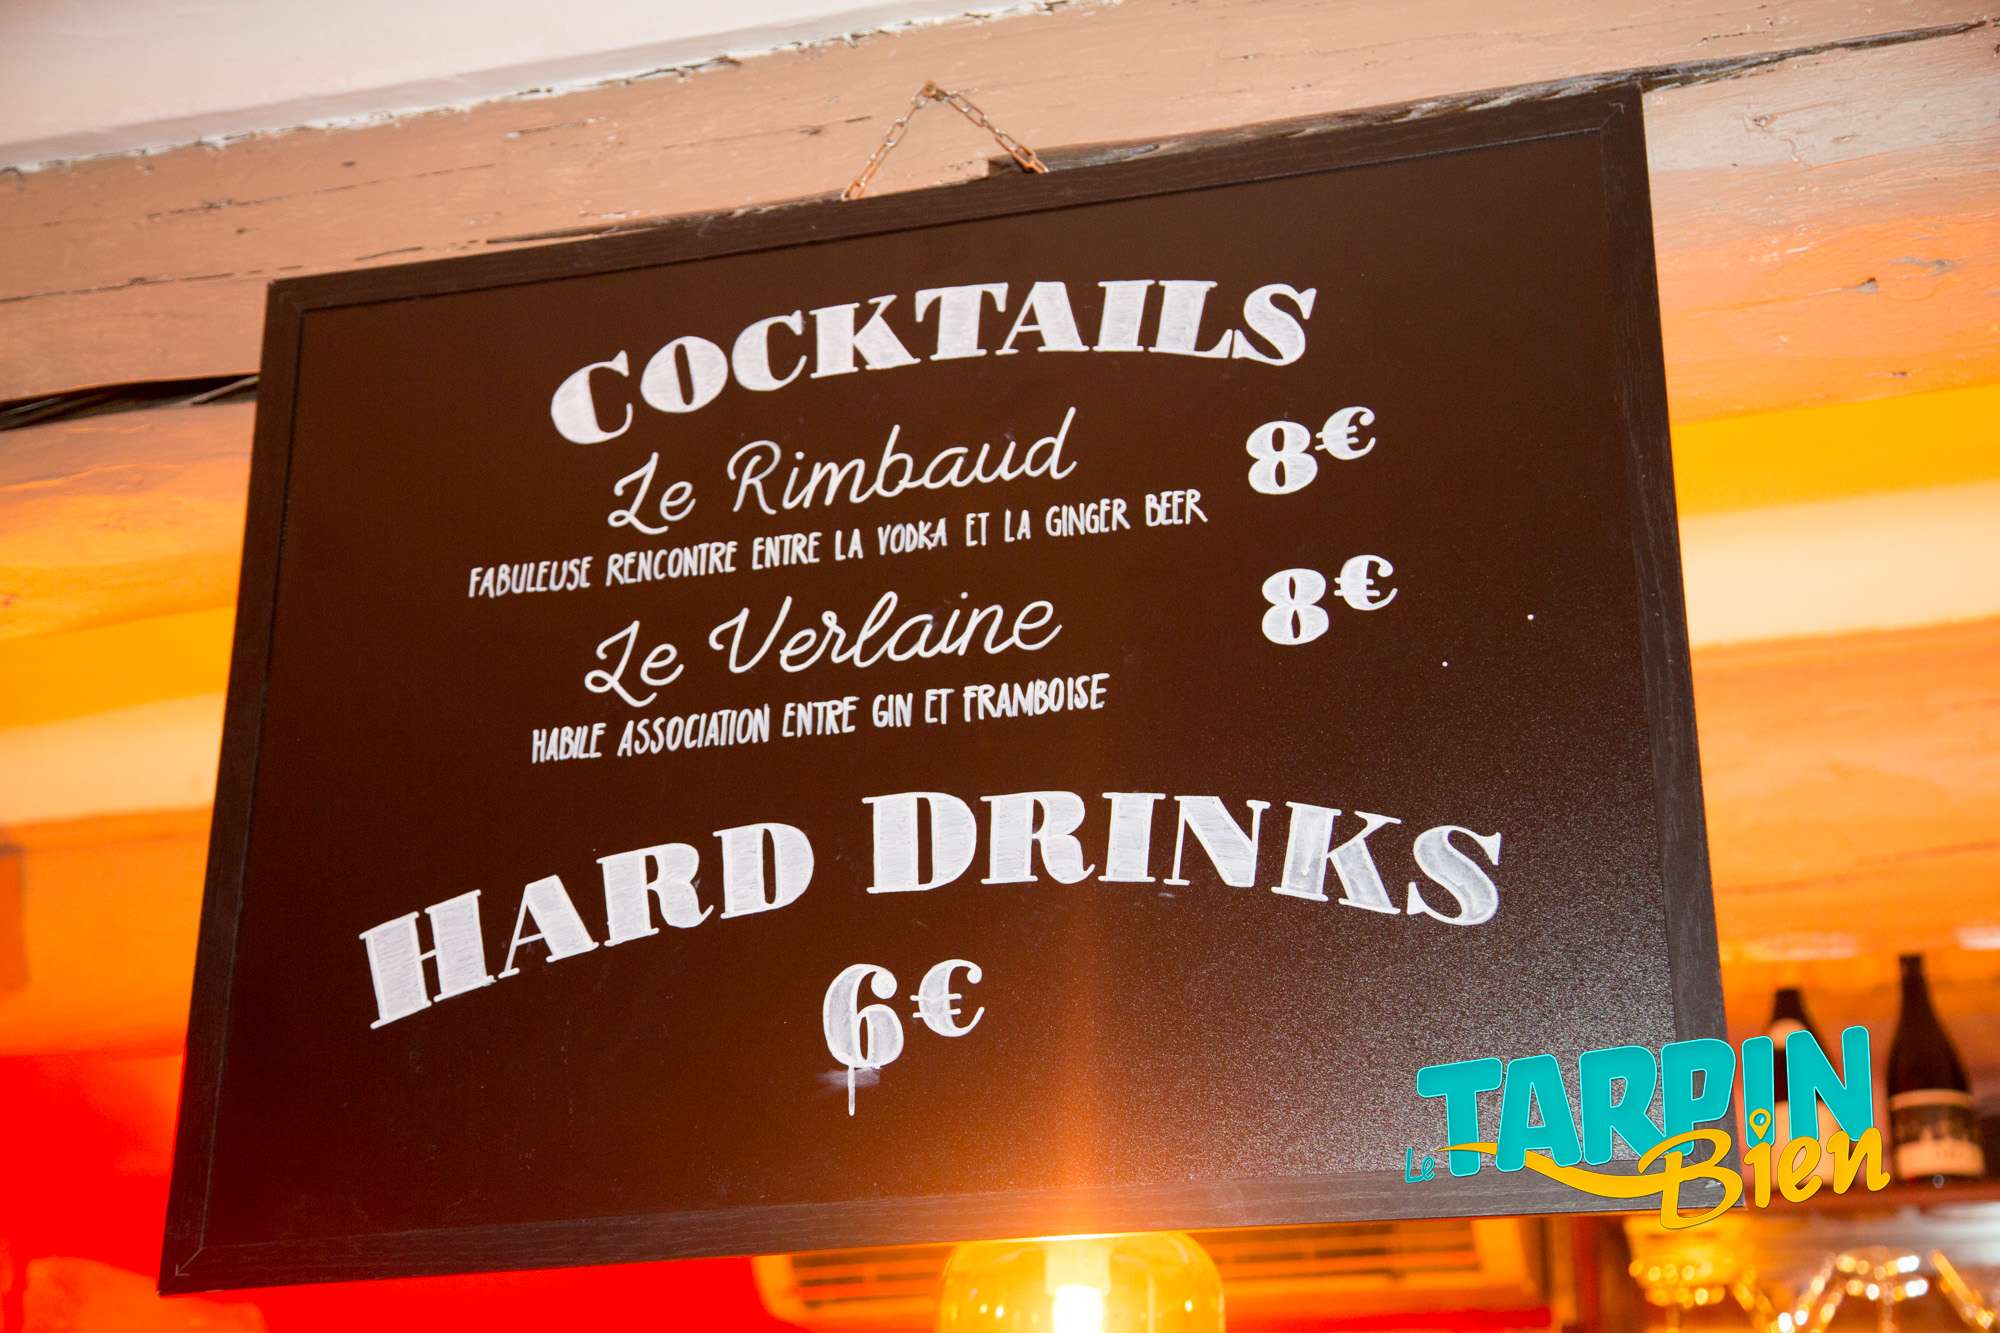 COCKTAILS
Le Rimbaud 8€
FABULEUSE RENCONTRE ENTRE LA VODKA ET LA GINGER BEER
Le Verlaine 8€
HABILE ASSOCIATION ENTRE GIN ET FRAMBOISE
HARD DRINKS
6€
Le TARPIN
Bien